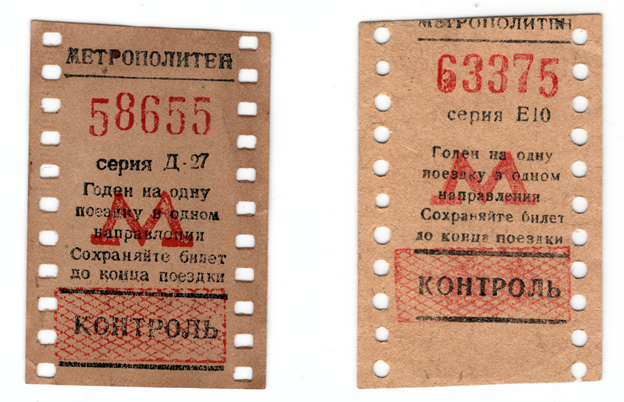 МЕТРОПОЛИТЕН
58655
серия Д-27
Годен на одну
поездку в одном
направлении
Сохраняйте билет
до конца поездки
М
КОНТРОЛЬ
МЕТРОПОЛИТЕН
63375
серия Е10
Годен на одну
поездку в одном
направления
Сохраняйте билет
до конца поездки
М
КОНТРОЛЬ